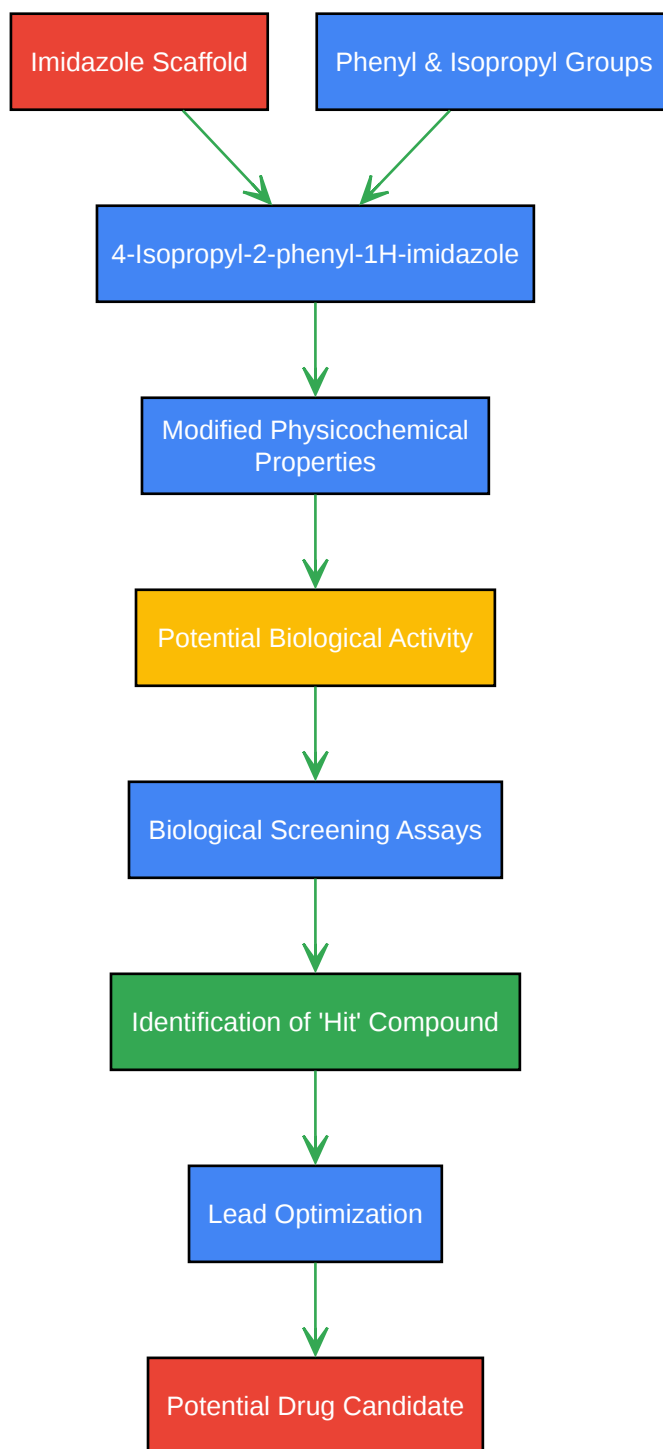 Imidazole Scaffold
Phenyl & Isopropyl Groups
4-Isopropyl-2-phenyl-1H-imidazole
Modified Physicochemical
Properties
Potential Biological Activity
Biological Screening Assays
Identification of 'Hit' Compound
Lead Optimization
Potential Drug Candidate